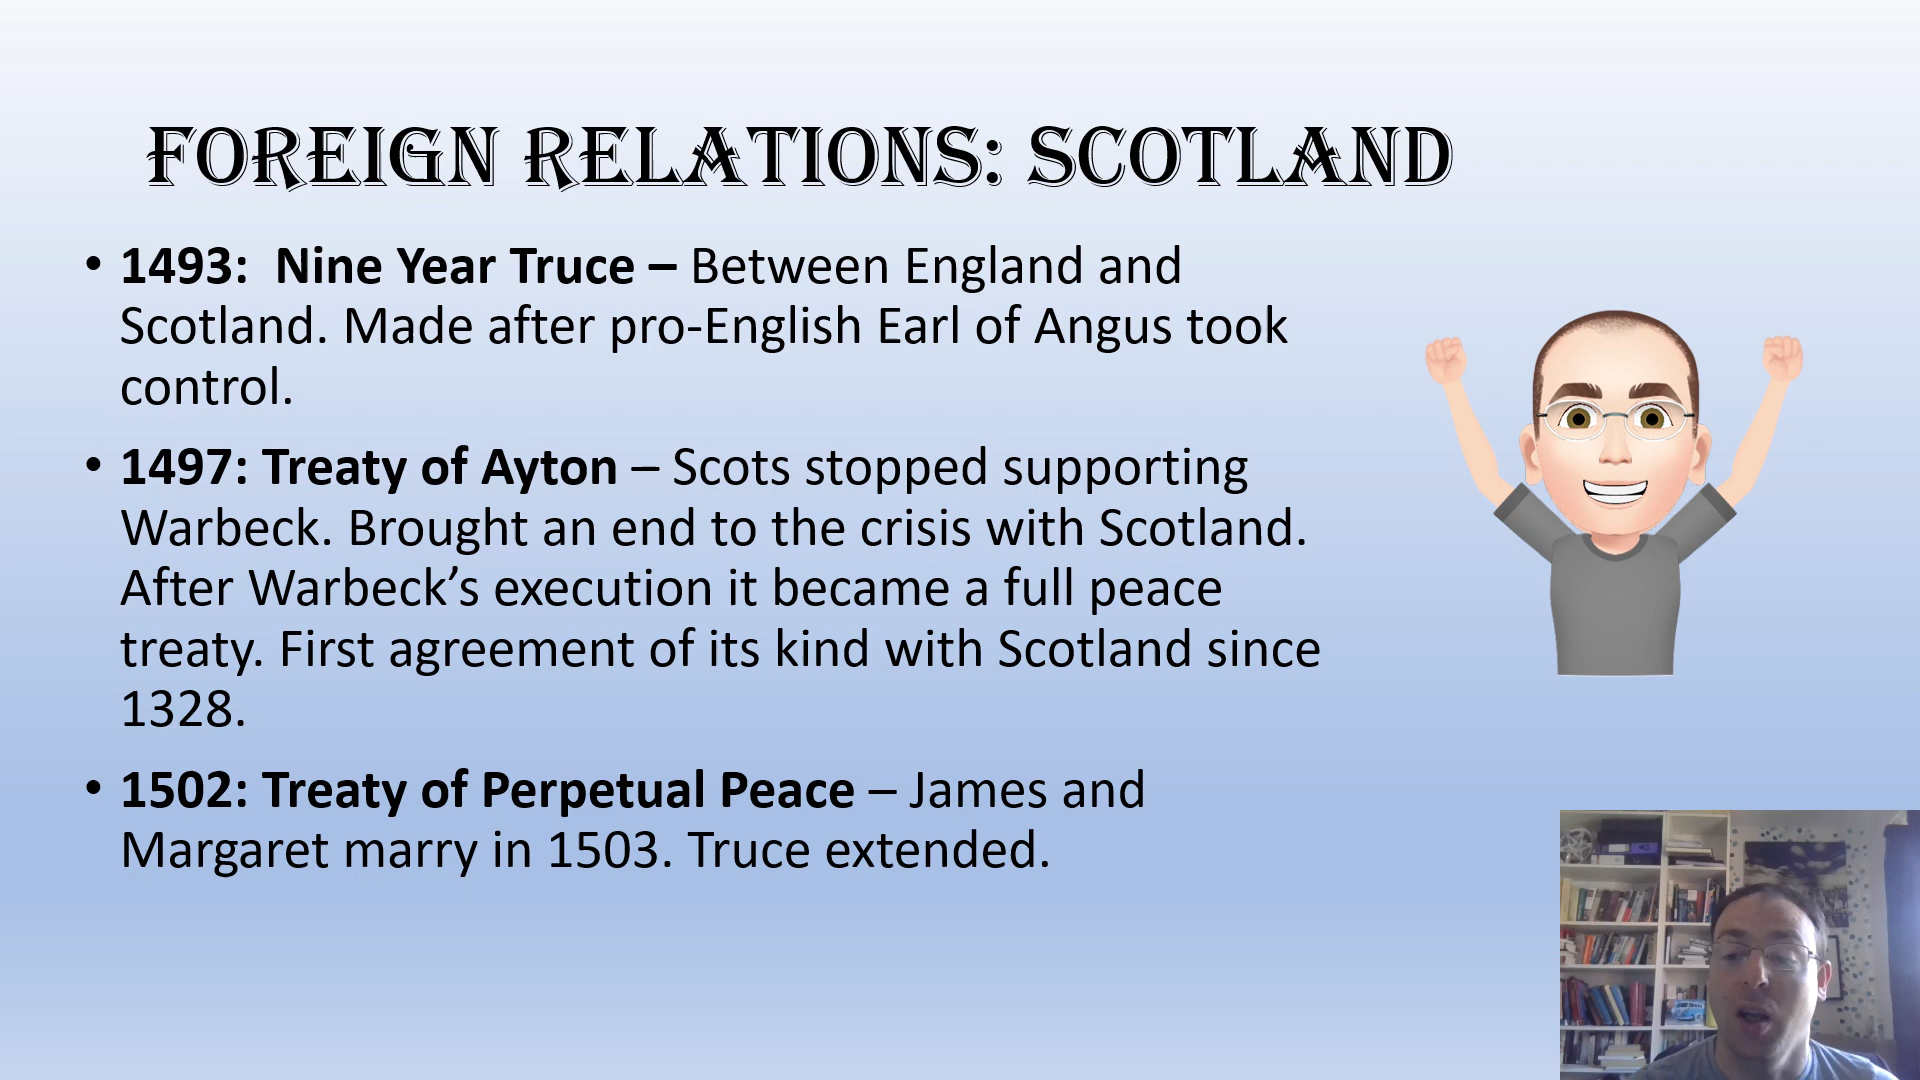 FOREIGN RELATIONS: SCOTLAND
• 1493:  Nine Year Truce – Between England and
Scotland. Made after pro-English Earl of Angus took
control.
• 1497: Treaty of Ayton – Scots stopped supporting
Warbeck. Brought an end to the crisis with Scotland.
After Warbeck’s execution it became a full peace
treaty. First agreement of its kind with Scotland since
1328.
• 1502: Treaty of Perpetual Peace – James and
Margaret marry in 1503. Truce extended.